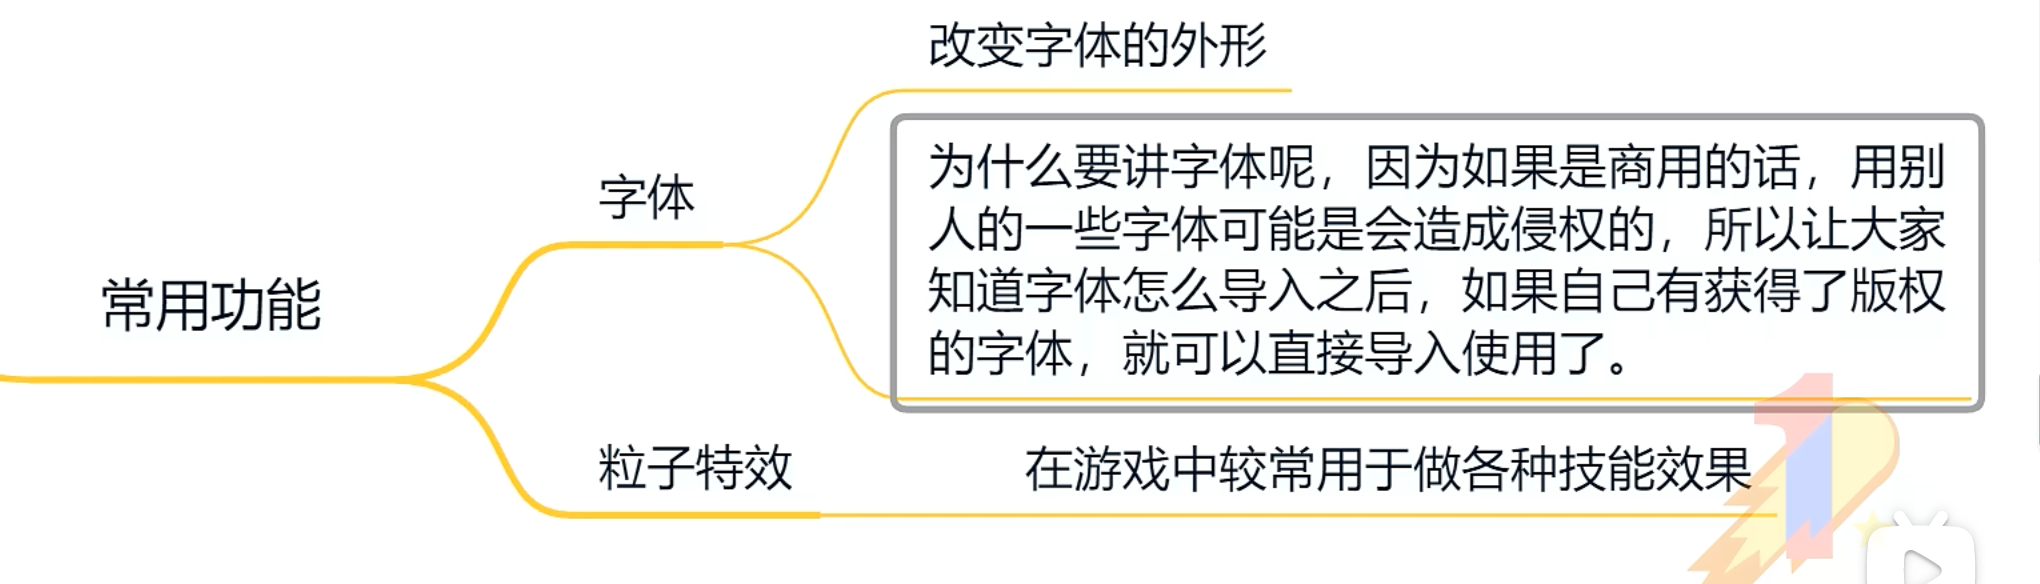 改变字体的外形
为什么要讲字体呢，因为如果是商用的话，用别
人的一些字体可能是会造成侵权的，所以让大家
知道字体怎么导入之后，如果自己有获得了版权
的字体，就可以直接导入使用了。
字体
常用功能
粒子特效
在游戏中较常用于做各种技能效果